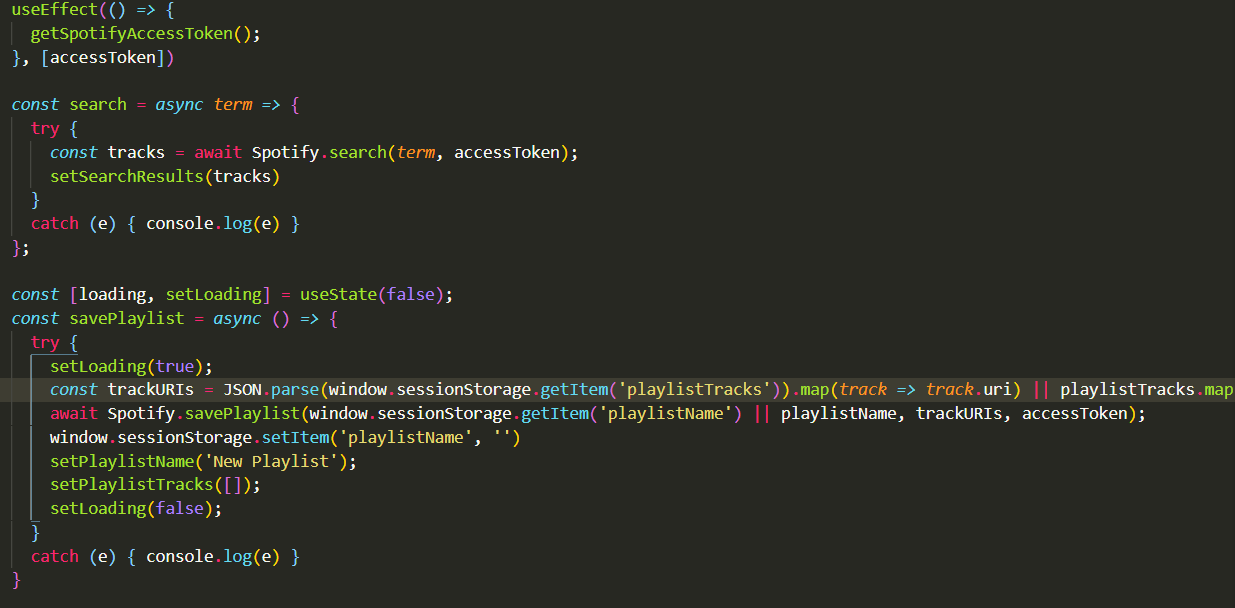 useEffect(() => {
  getSpotifyAccessToken();
}, [accessToken])

const search = async term => {
  try {
    const tracks = await Spotify.search(term, accessToken);
    setSearchResults(tracks)
  }
  catch (e) { console.log(e) }
};

const [loading, setLoading] = useState(false);
const savePlaylist = async () => {
  try {
    setLoading(true);
    const trackURIs = JSON.parse(window.sessionStorage.getItem('playlistTracks')).map(track => track.uri) || playlistTracks.map
    await Spotify.savePlaylist(window.sessionStorage.getItem('playlistName') || playlistName, trackURIs, accessToken);
    window.sessionStorage.setItem('playlistName', '')
    setPlaylistName('New Playlist');
    setPlaylistTracks([]);
    setLoading(false);
  }
  catch (e) { console.log(e) }
}